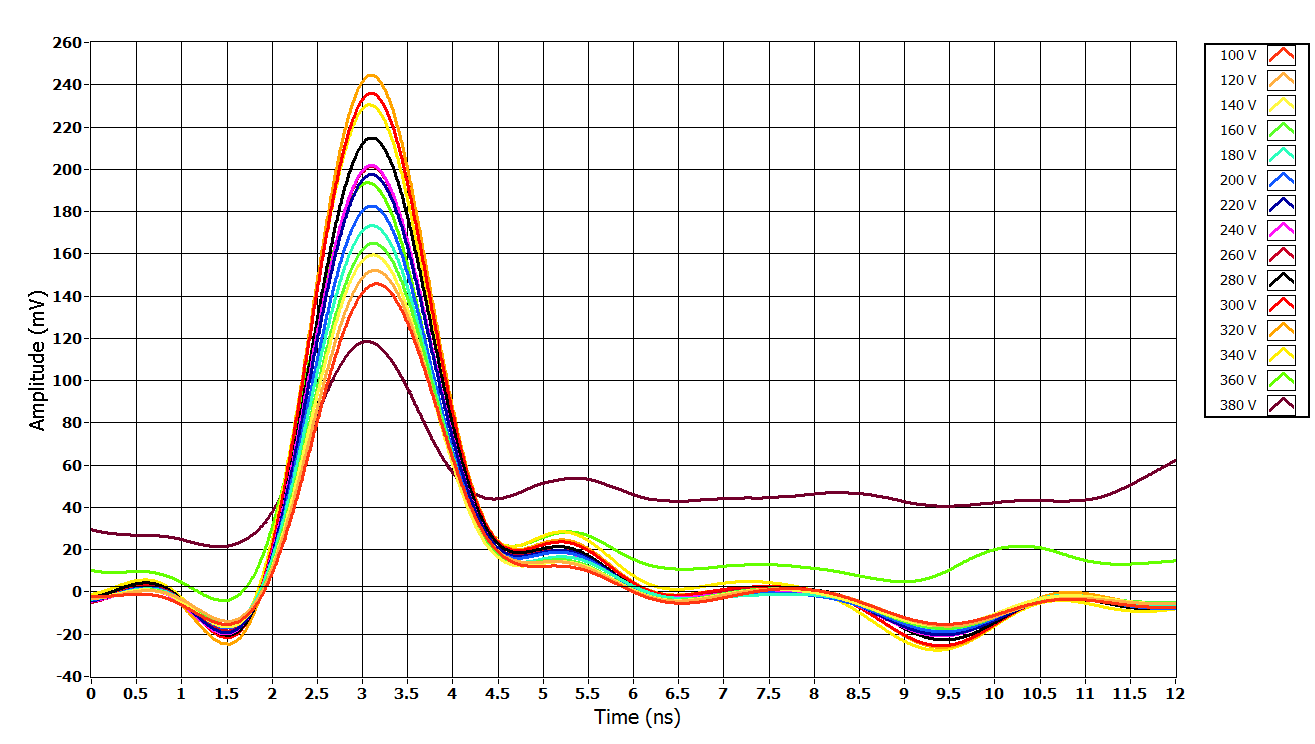 260
240
220
200
180
160
140
120
100
80
60
40
20
0
-20
-40
Amplitude (mV)
0 0.5 1 1.5 2 2.5 3 3.5 4 4.5 5 5.5 6 6.5 7 7.5 8 8.5 9 9.5 10 10.5 11 11.5 12
Time (ns)
100 V
120 V
140 V
160 V
180 V
200 V
220 V
240 V
260 V
280 V
300 V
320 V
340 V
360 V
380 V